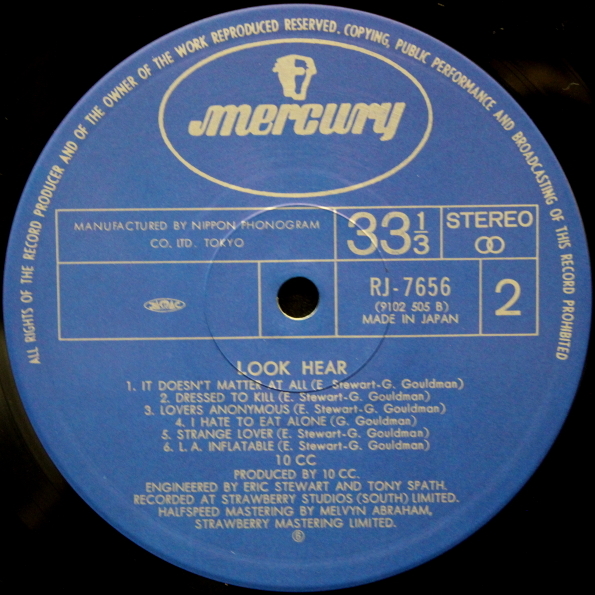 ALL RIGHTS OF THE RECORD PRODUCER AND OF THE OWNER OF THE WORK REPRODUCED RESERVED. COPYING, PUBLIC PERFORMANCE AND BROADCASTING OF THIS RECORD PROHIBITED
mercury
MANUFACTURED BY NIPPON PHONOGRAM
CO. LTD. TOKYO
33 1/3
STEREO
JASRAC
RJ-7656
(9102 505 B)
MADE IN JAPAN
2
LOOK HEAR
1. IT DOESN'T MATTER AT ALL (E. Stewart-G. Gouldman)
2. DRESSED TO KILL (E. Stewart-G. Gouldman)
3. LOVERS ANONYMOUS (E. Stewart-G. Gouldman)
4. I HATE TO EAT ALONE (G. Gouldman)
5. STRANGE LOVER (E. Stewart-G. Gouldman)
6. L.A. INFLATABLE (E. Stewart-G. Gouldman)
10 CC
PRODUCED BY 10 CC.
ENGINEERED BY ERIC STEWART AND TONY SPATH.
RECORDED AT STRAWBERRY STUDIOS (SOUTH) LIMITED.
HALFSPEED MASTERING BY MELVYN ABRAHAM,
STRAWBERRY MASTERING LIMITED.